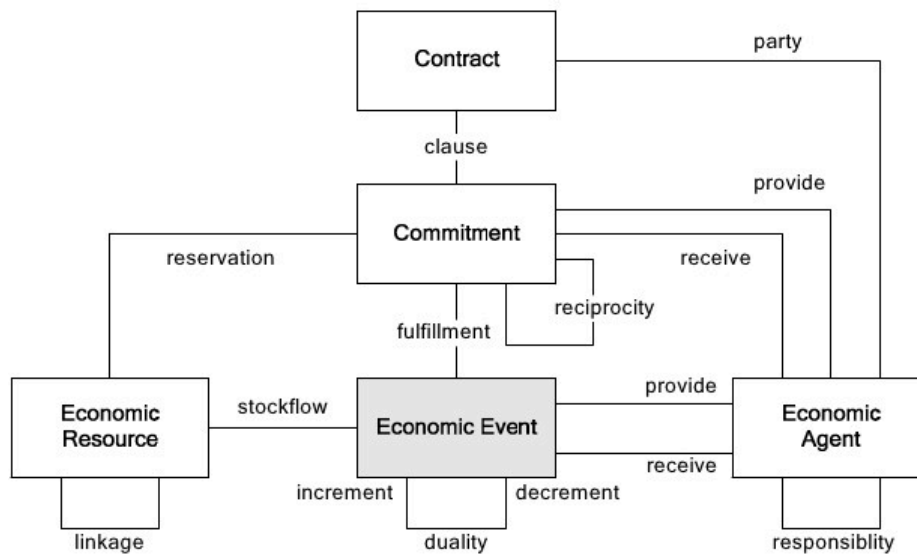 Contract
party
clause
provide
Commitment
reservation
receive
reciprocity
fulfillment
Economic
Resource
stockflow
Economic Event
provide
Economic
Agent
receive
increment
decrement
linkage
duality
responsiblity